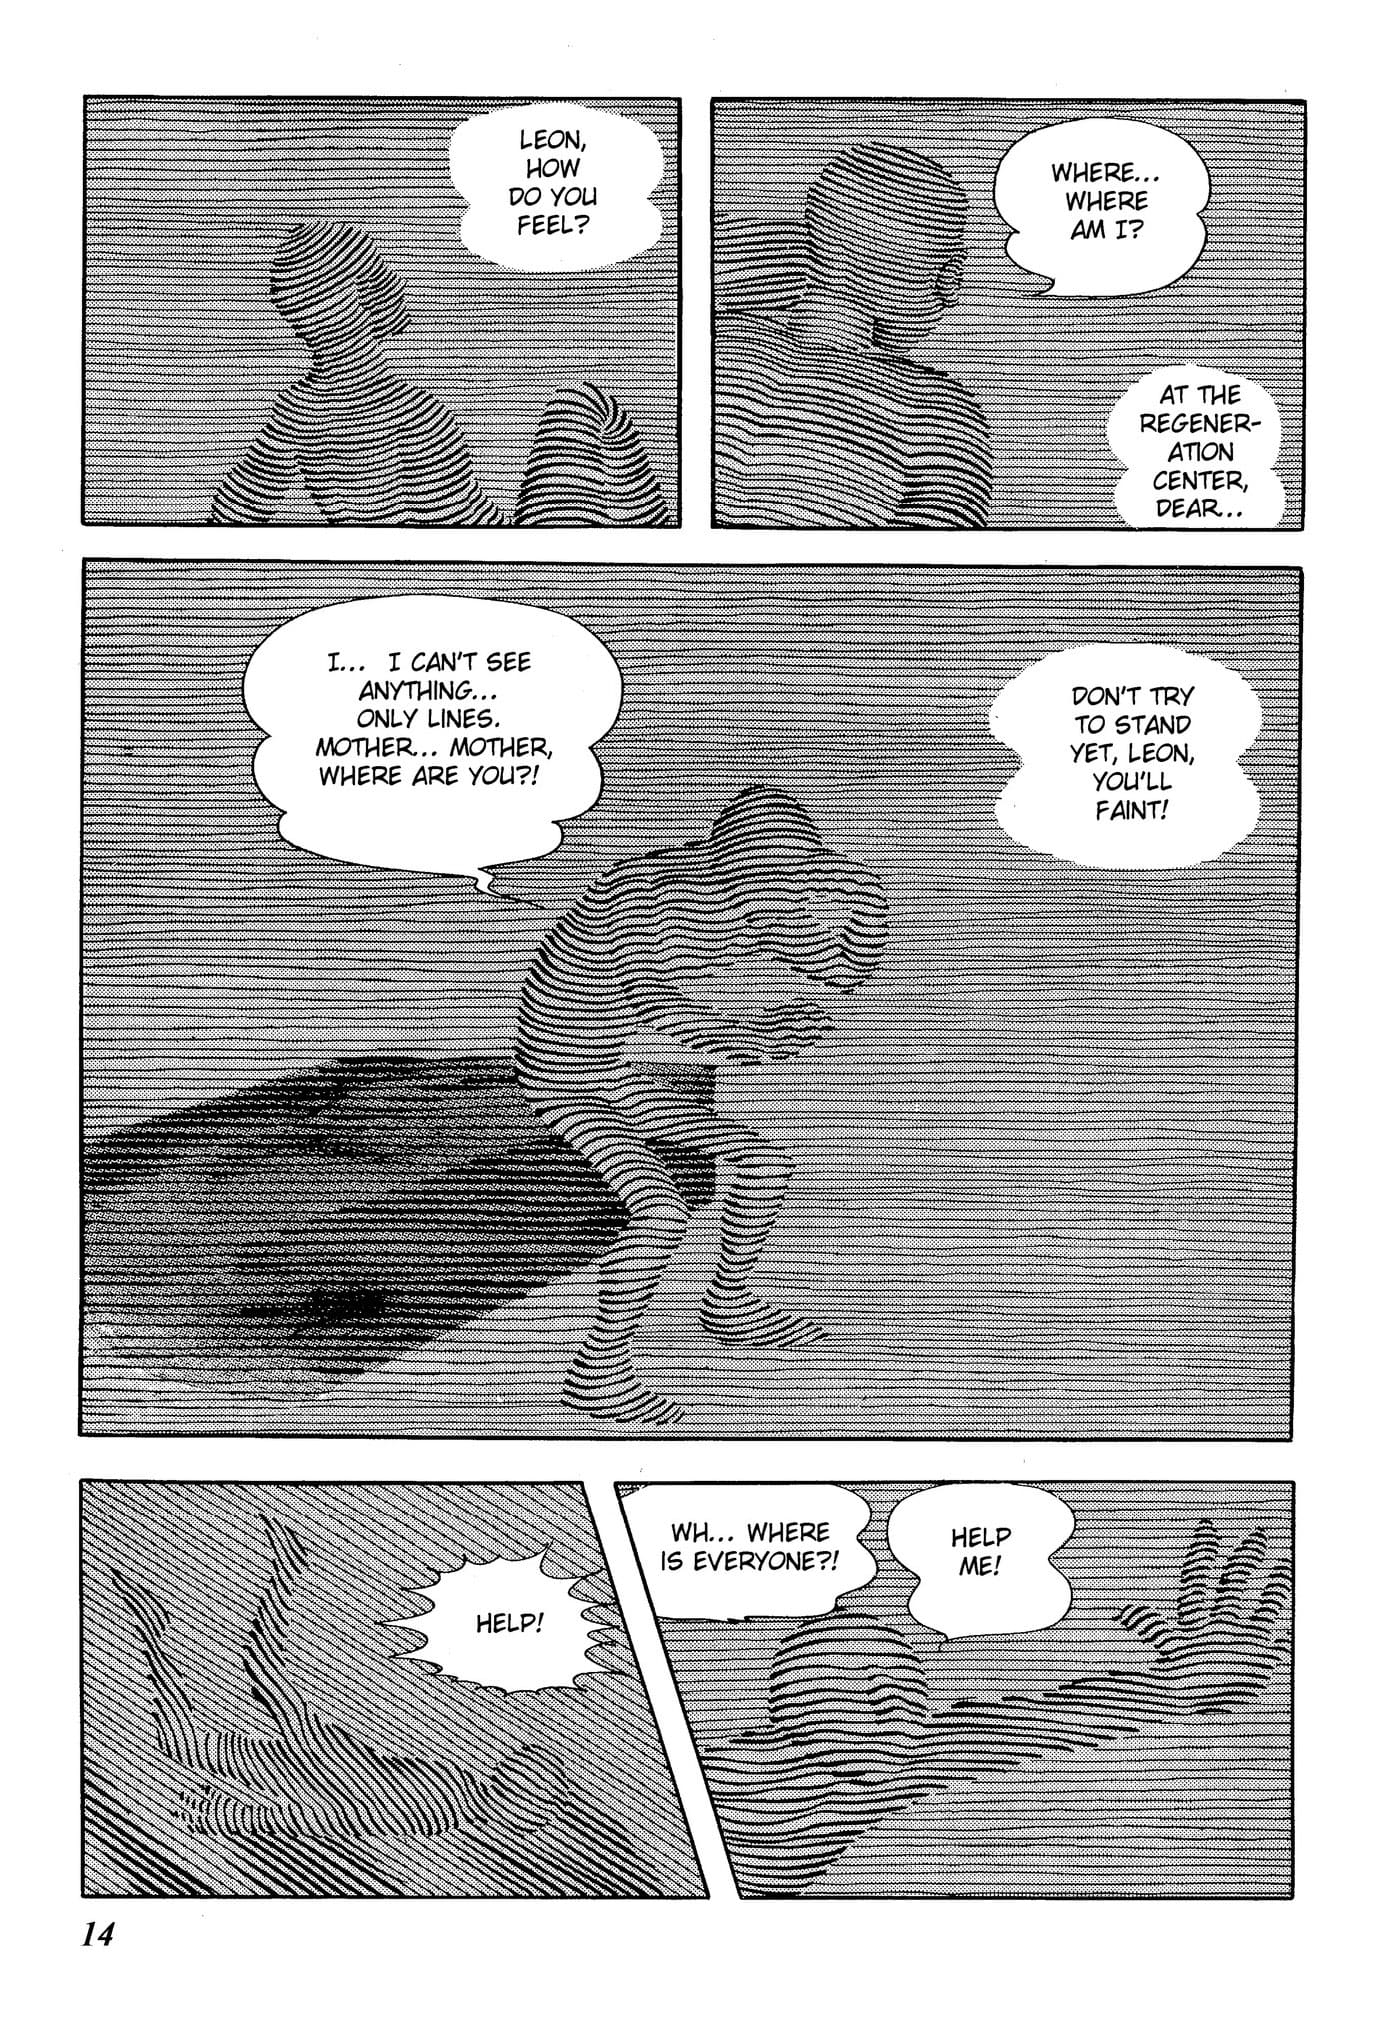 LEON,
HOW
DO YOU
FEEL?
WHERE...
WHERE
AM I?
AT THE
REGENER-
ATION
CENTER,
DEAR...
I... I CAN'T SEE
ANYTHING...
ONLY LINES.
MOTHER... MOTHER,
WHERE ARE YOU?!
DON'T TRY
TO STAND
YET, LEON,
YOU'LL
FAINT!
HELP!
WH... WHERE
IS EVERYONE?!
HELP
ME!
14